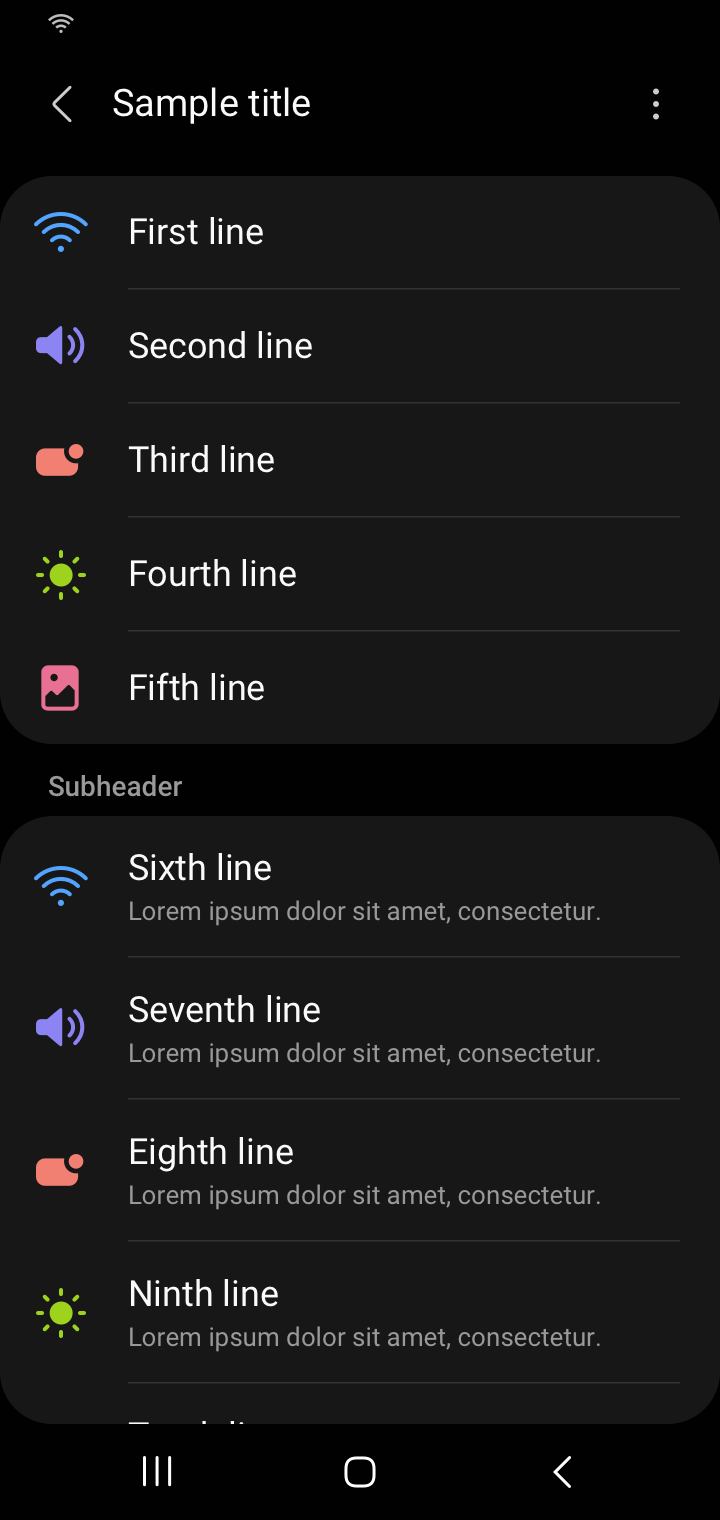 Sample title
First line
Second line
Third line
Fourth line
Fifth line
Subheader
Sixth line
Lorem ipsum dolor sit amet, consectetur.
Seventh line
Lorem ipsum dolor sit amet, consectetur.
Eighth line
Lorem ipsum dolor sit amet, consectetur.
Ninth line
Lorem ipsum dolor sit amet, consectetur.